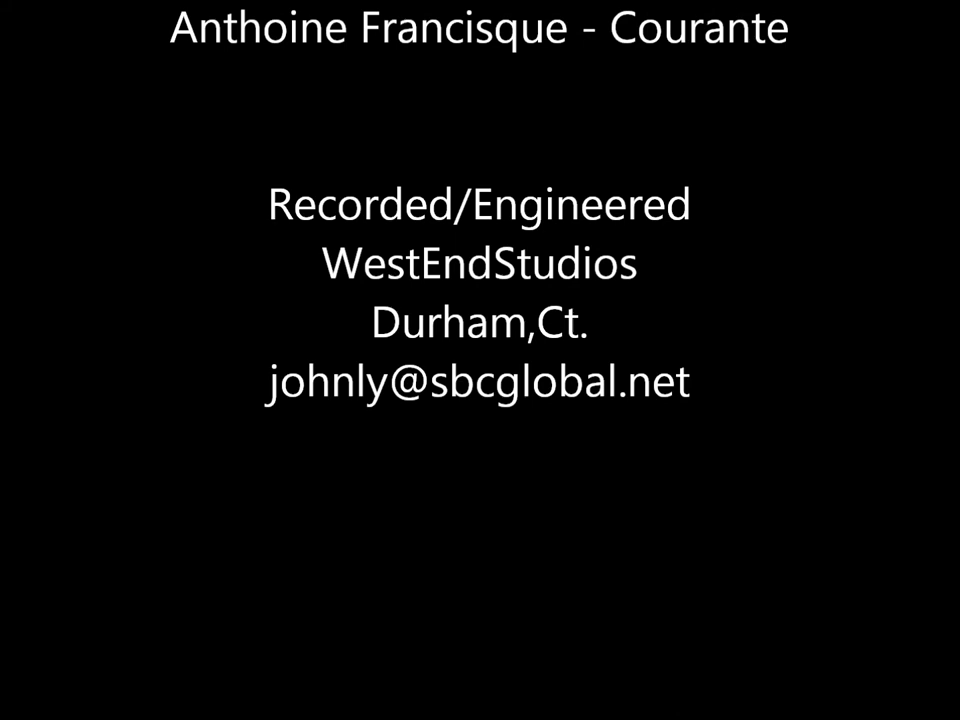 Anthoine Francisque - Courante
Recorded/Engineered
WestEndStudios
Durham,Ct.
johnly@sbcglobal.net